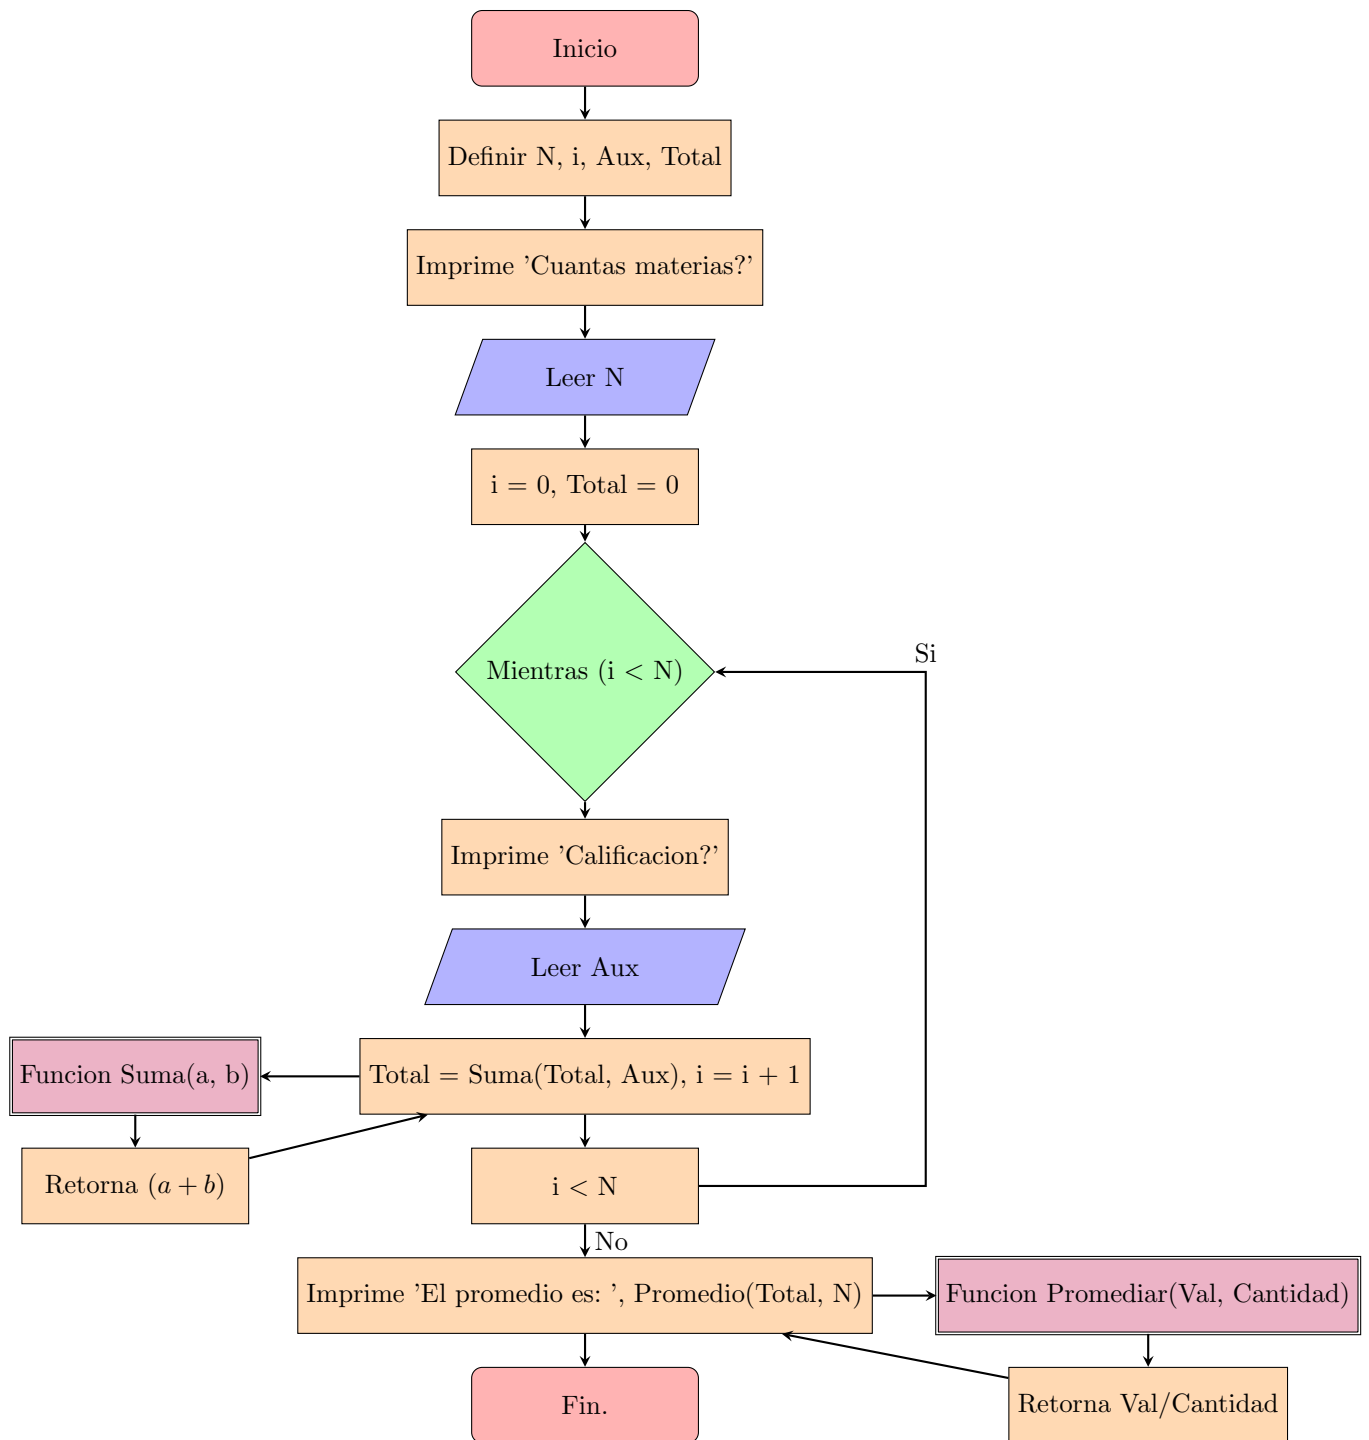 Inicio
Definir N, i, Aux, Total
Imprime ’Cuantas materias?’
Leer N
i = 0, Total = 0
Mientras (i < N)
Si
Imprime ’Calificacion?’
Leer Aux
Funcion Suma(a, b)
Total = Suma(Total, Aux), i = i + 1
Retorna (a + b)
i < N
No
Imprime ’El promedio es: ’, Promedio(Total, N)
Funcion Promediar(Val, Cantidad)
Fin.
Retorna Val/Cantidad